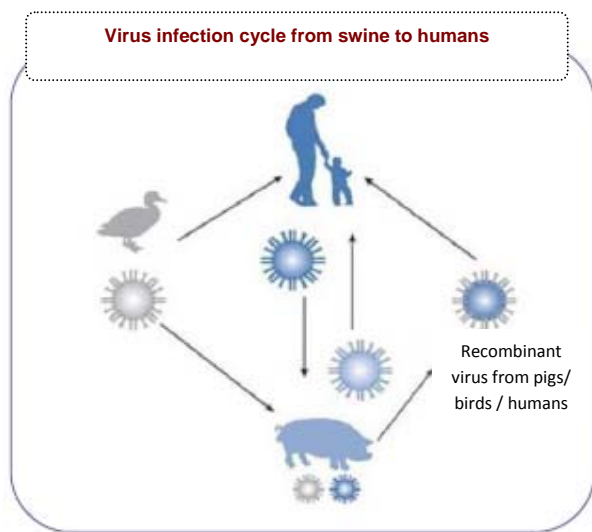 Virus infection cycle from swine to humans
Recombinant
virus from pigs/
birds / humans